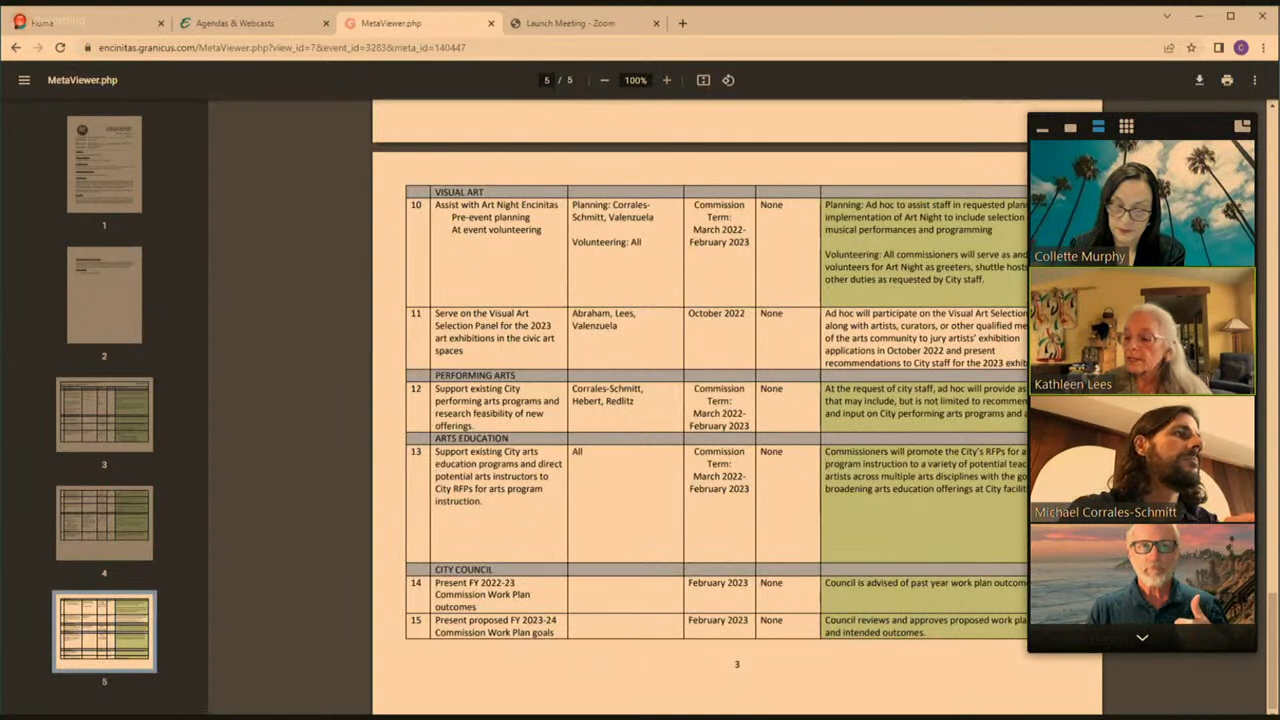 Recording
Home
Agendas & Webcasts
MetaViewer.php
Launch Meeting - Zoom
encinitas.granicus.com/MetaViewer.php?view_id=7&event_id=3283&meta_id=140447
C
MetaViewer.php
5 / 5
100%
1
2
3
4
5
VISUAL ART
10
Assist with Art Night Encinitas
Pre-event planning
At event volunteering
Planning: Corrales-
Schmitt, Valenzuela
Volunteering: All
Commission
Term:
March 2022-
February 2023
None
Planning: Ad hoc to assist staff in requested plan
implementation of Art Night to include selection
musical performances and programming
Volunteering: All commissioners will serve as and
volunteers for Art Night as greeters, shuttle hosts
other duties as requested by City staff.
11
Serve on the Visual Art
Selection Panel for the 2023
art exhibitions in the civic art
spaces
Abraham, Lees,
Valenzuela
October 2022
None
Ad hoc will participate on the Visual Art Selection
along with artists, curators, or other qualified me
of the arts community to jury artists' exhibition
applications in October 2022 and present
recommendations to City staff for the 2023 exhib
PERFORMING ARTS
12
Support existing City
performing arts programs and
research feasibility of new
offerings.
Corrales-Schmitt,
Hebert, Redlitz
Commission
Term:
March 2022-
February 2023
None
At the request of city staff, ad hoc will provide as
that may include, but is not limited to recommen
and input on City performing arts programs and a
ARTS EDUCATION
13
Support existing City arts
education programs and direct
potential arts instructors to
City RFPs for arts program
instruction.
All
Commission
Term:
March 2022-
February 2023
None
Commissioners will promote the City's RFPs for a
program instruction to a variety of potential teac
artists across multiple arts disciplines with the go
broadening arts education offerings at City facilit
CITY COUNCIL
14
Present FY 2022-23
Commission Work Plan
outcomes
February 2023
None
Council is advised of past year work plan outcom
15
Present proposed FY 2023-24
Commission Work Plan goals
February 2023
None
Council reviews and approves proposed work pla
and intended outcomes.
3
Collette Murphy
Kathleen Lees
Michael Corrales-Schmitt